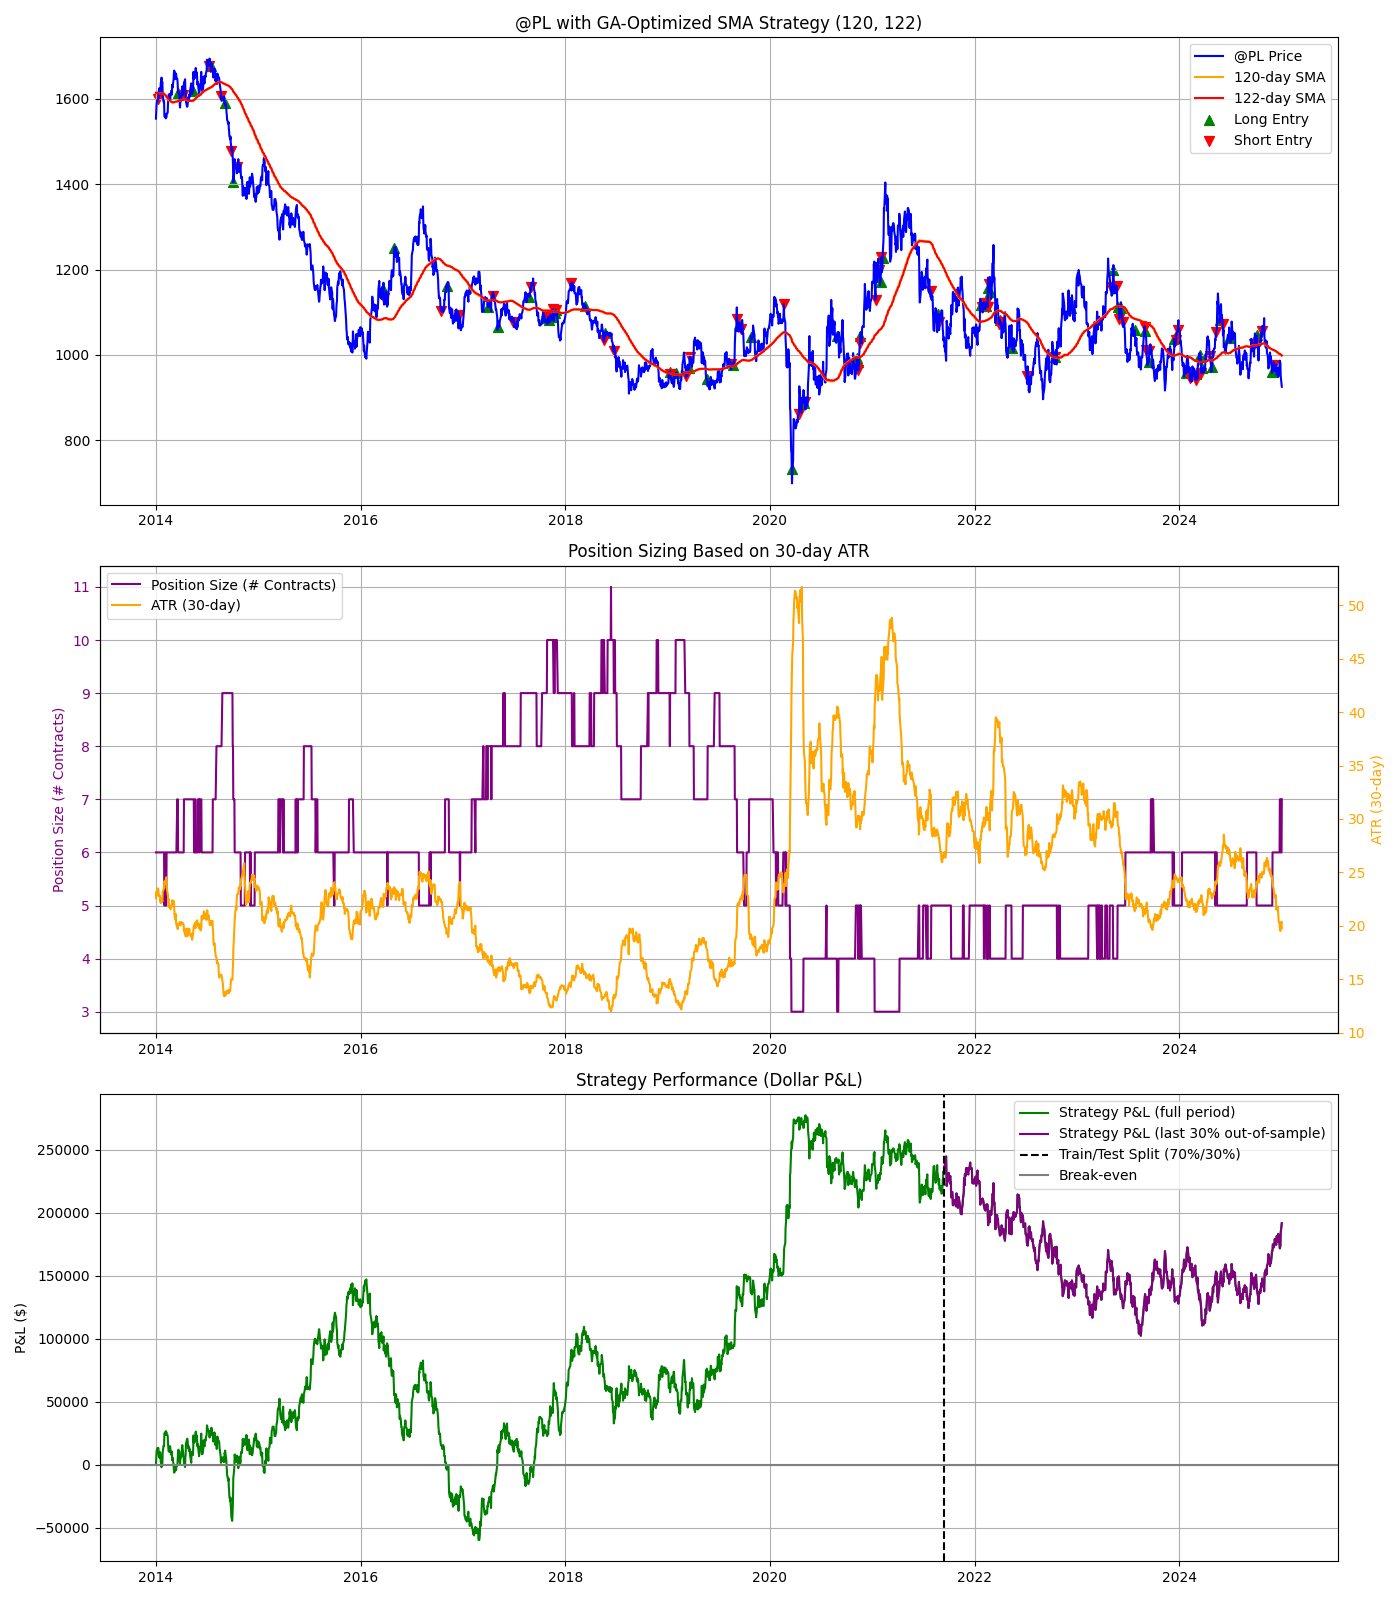 @PL with GA-Optimized SMA Strategy (120, 122)
@PL Price
120-day SMA
122-day SMA
Long Entry
Short Entry
1600
1400
1200
1000
800
2014 2016 2018 2020 2022 2024
Position Sizing Based on 30-day ATR
Position Size (# Contracts)
ATR (30-day)
Position Size (# Contracts)
11
10
9
8
7
6
5
4
3
50
45
40
35
30
25
20
15
10
ATR (30-day)
2014 2016 2018 2020 2022 2024
Strategy Performance (Dollar P&L)
Strategy P&L (full period)
Strategy P&L (last 30% out-of-sample)
Train/Test Split (70%/30%)
Break-even
P&L ($)
250000
200000
150000
100000
50000
0
−50000
2014 2016 2018 2020 2022 2024